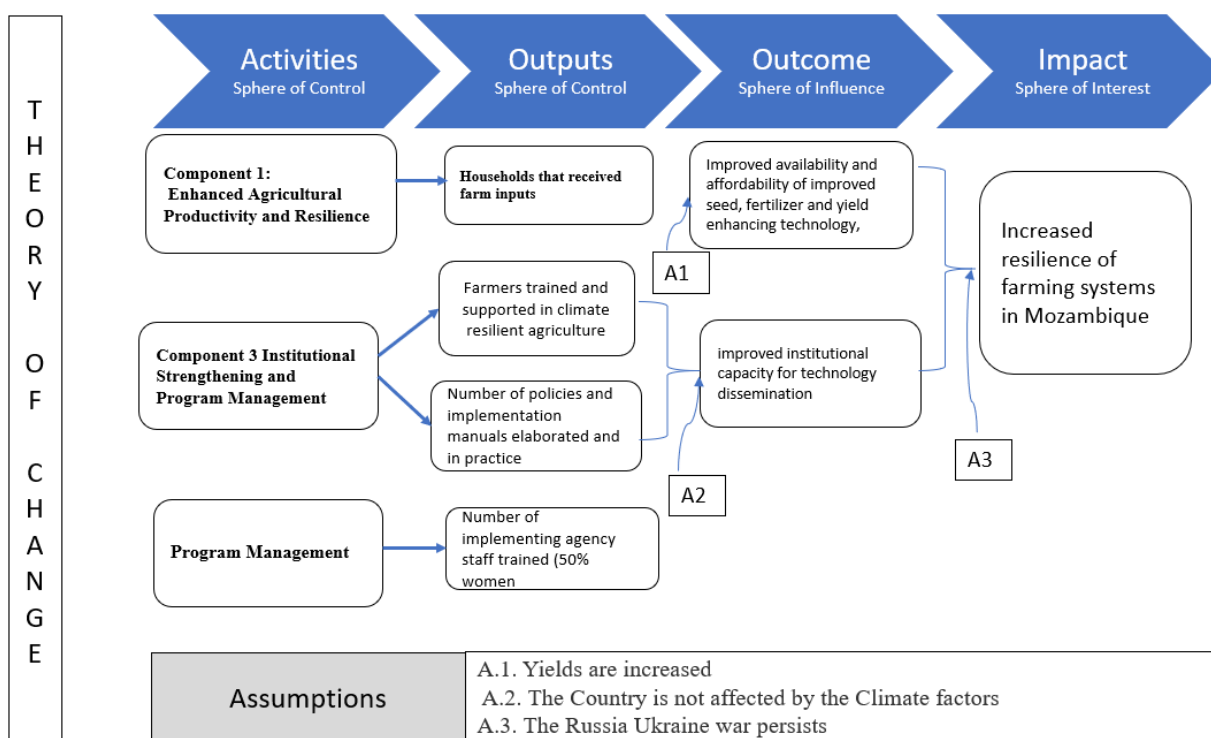 THEORY OF CHANGE
Activities
Sphere of Control
Outputs
Sphere of Control
Outcome
Sphere of Influence
Impact
Sphere of Interest
Component 1:
Enhanced Agricultural
Productivity and Resilience
Households that received
farm inputs
Improved availability and
affordability of improved
seed, fertilizer and yield
enhancing technology,
A1
Increased
resilience of
farming systems
in Mozambique
Component 3 Institutional
Strengthening and
Program Management
Farmers trained and
supported in climate
resilient agriculture
Number of policies and
implementation
manuals elaborated and
in practice
improved institutional
capacity for technology
dissemination
A2
A3
Program Management
Number of
implementing agency
staff trained (50%
women
Assumptions
A.1. Yields are increased
A.2. The Country is not affected by the Climate factors
A.3. The Russia Ukraine war persists